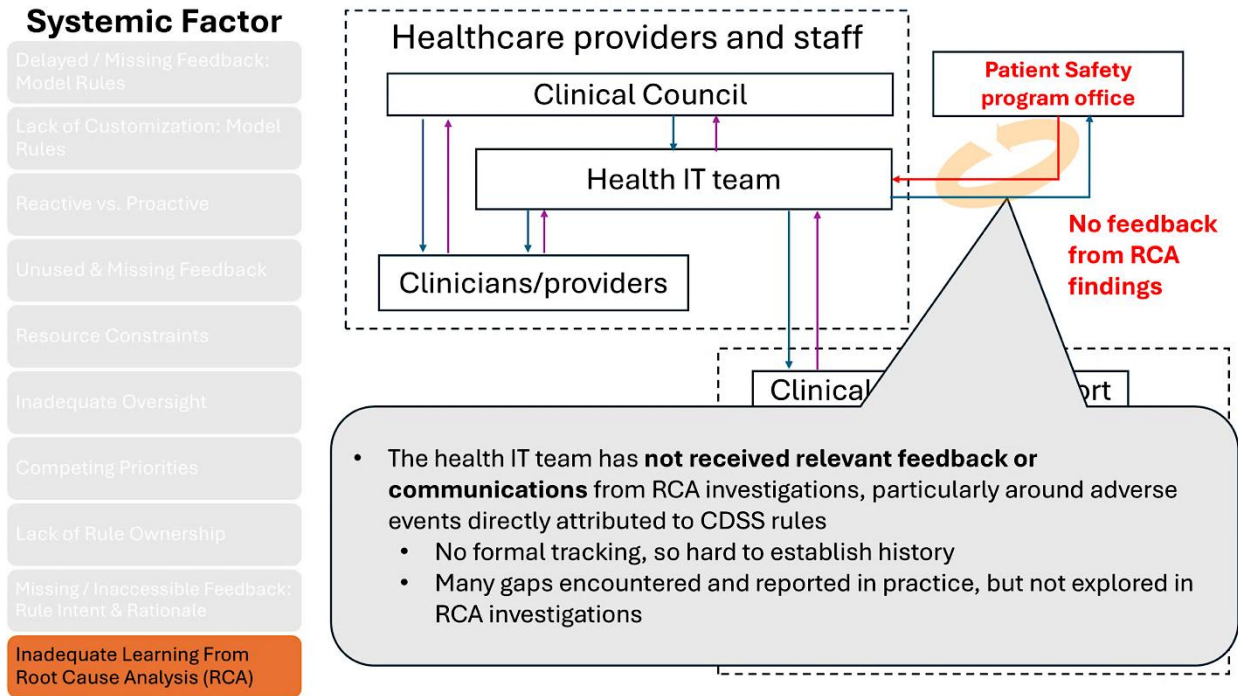 Systemic Factor
Delayed / Missing Feedback:
Model Rules
Lack of Customization: Model
Rules
Reactive vs. Proactive
Unused & Missing Feedback
Resource Constraints
Inadequate Oversight
Competing Priorities
Lack of Rule Ownership
Missing / Inaccessible Feedback:
Rule Intent & Rationale
Inadequate Learning From
Root Cause Analysis (RCA)
Healthcare providers and staff
Clinical Council
Health IT team
Clinicians/providers
Patient Safety
program office
No feedback
from RCA
findings
Clinical
ort
• The health IT team has not received relevant feedback or
communications from RCA investigations, particularly around adverse
events directly attributed to CDSS rules
• No formal tracking, so hard to establish history
• Many gaps encountered and reported in practice, but not explored in
RCA investigations